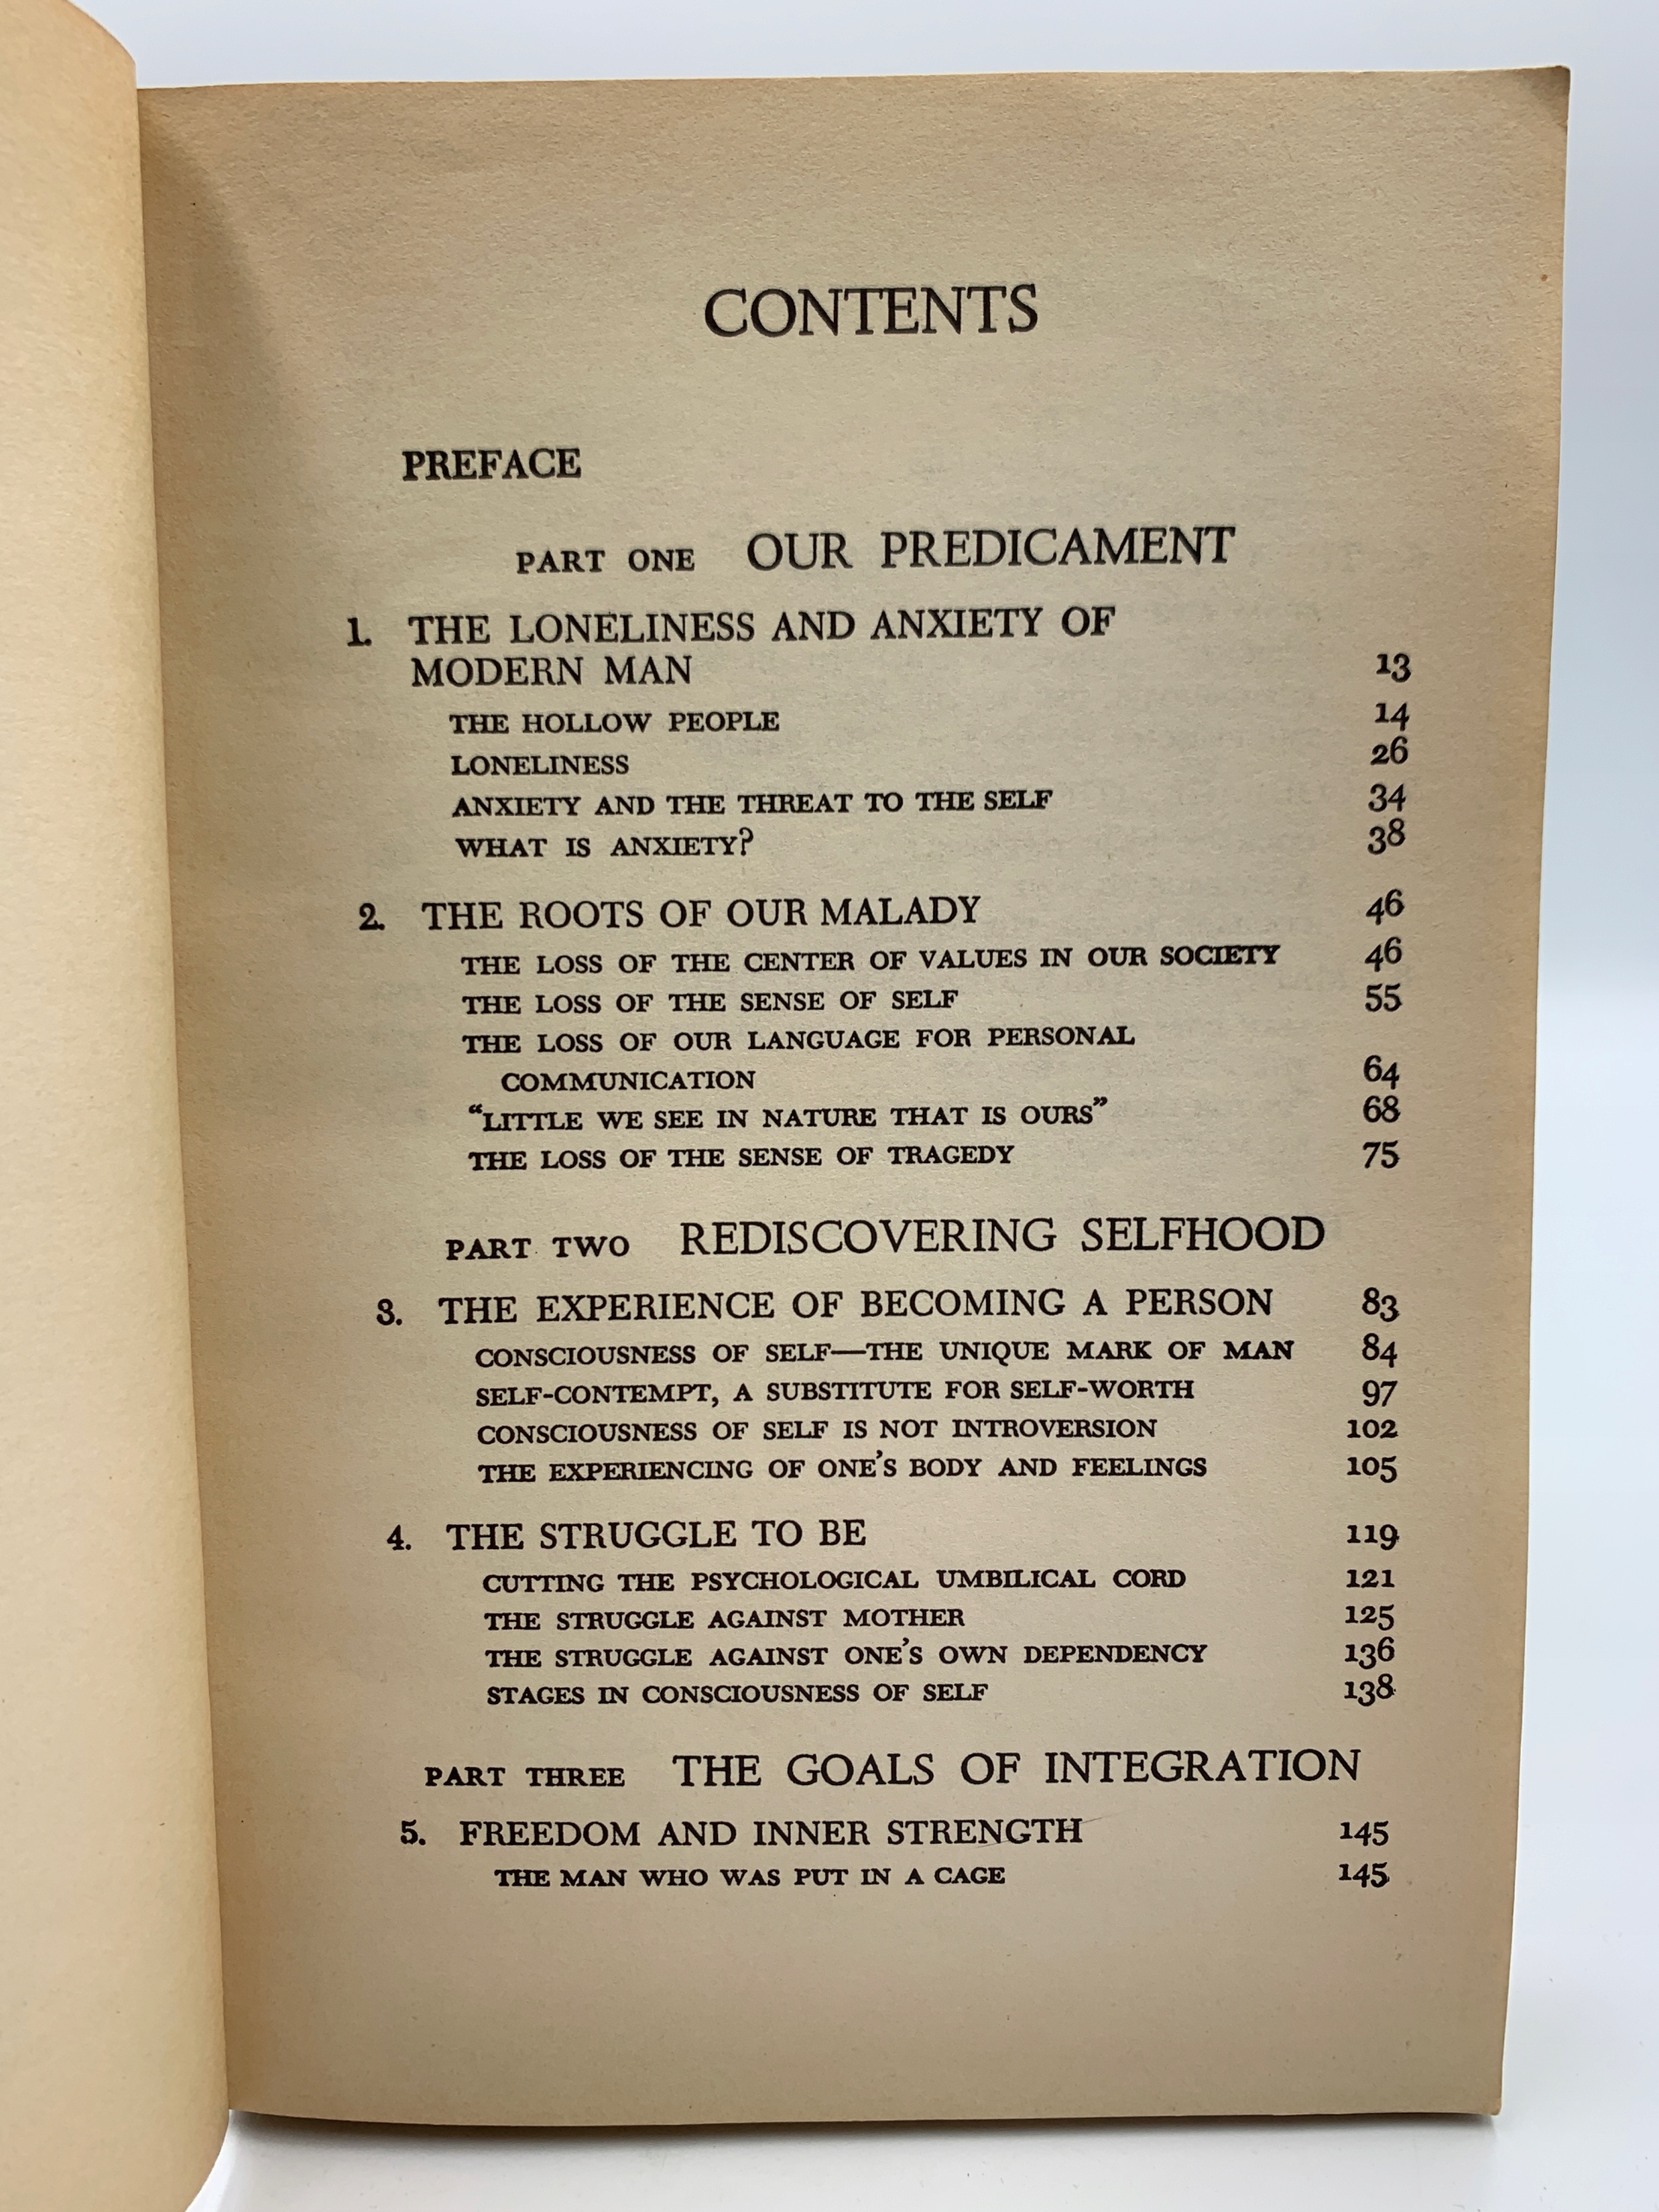 CONTENTS
PREFACE
PART ONE OUR PREDICAMENT
1. THE LONELINESS AND ANXIETY OF
MODERN MAN 13
THE HOLLOW PEOPLE 14
LONELINESS 26
ANXIETY AND THE THREAT TO THE SELF 34
WHAT IS ANXIETY? 38
2. THE ROOTS OF OUR MALADY 46
THE LOSS OF THE CENTER OF VALUES IN OUR SOCIETY 46
THE LOSS OF THE SENSE OF SELF 55
THE LOSS OF OUR LANGUAGE FOR PERSONAL
COMMUNICATION 64
“LITTLE WE SEE IN NATURE THAT IS OURS” 68
THE LOSS OF THE SENSE OF TRAGEDY 75
PART TWO REDISCOVERING SELFHOOD
3. THE EXPERIENCE OF BECOMING A PERSON 83
CONSCIOUSNESS OF SELF—THE UNIQUE MARK OF MAN 84
SELF-CONTEMPT, A SUBSTITUTE FOR SELF-WORTH 97
CONSCIOUSNESS OF SELF IS NOT INTROVERSION 102
THE EXPERIENCING OF ONE’S BODY AND FEELINGS 105
4. THE STRUGGLE TO BE 119
CUTTING THE PSYCHOLOGICAL UMBILICAL CORD 121
THE STRUGGLE AGAINST MOTHER 125
THE STRUGGLE AGAINST ONE’S OWN DEPENDENCY 136
STAGES IN CONSCIOUSNESS OF SELF 138
PART THREE THE GOALS OF INTEGRATION
5. FREEDOM AND INNER STRENGTH 145
THE MAN WHO WAS PUT IN A CAGE 145